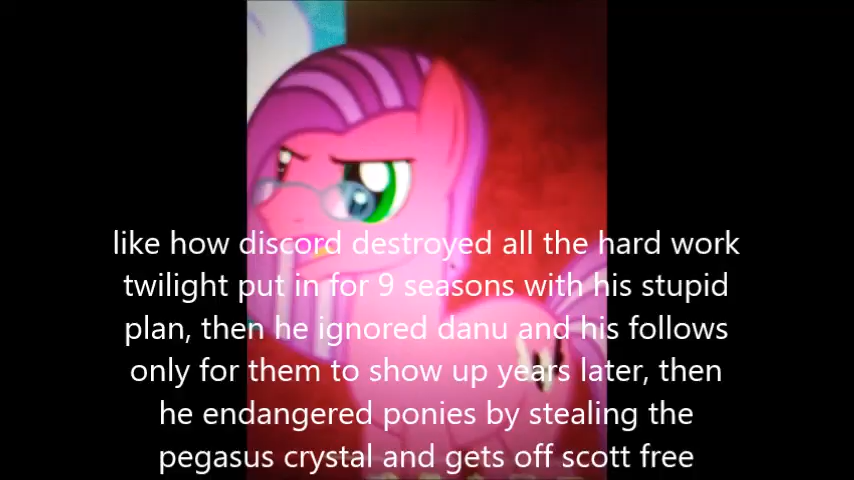 like how discord destroyed all the hard work
twilight put in for 9 seasons with his stupid
plan, then he ignored danu and his follows
only for them to show up years later, then
he endangered ponies by stealing the
pegasus crystal and gets off scott free